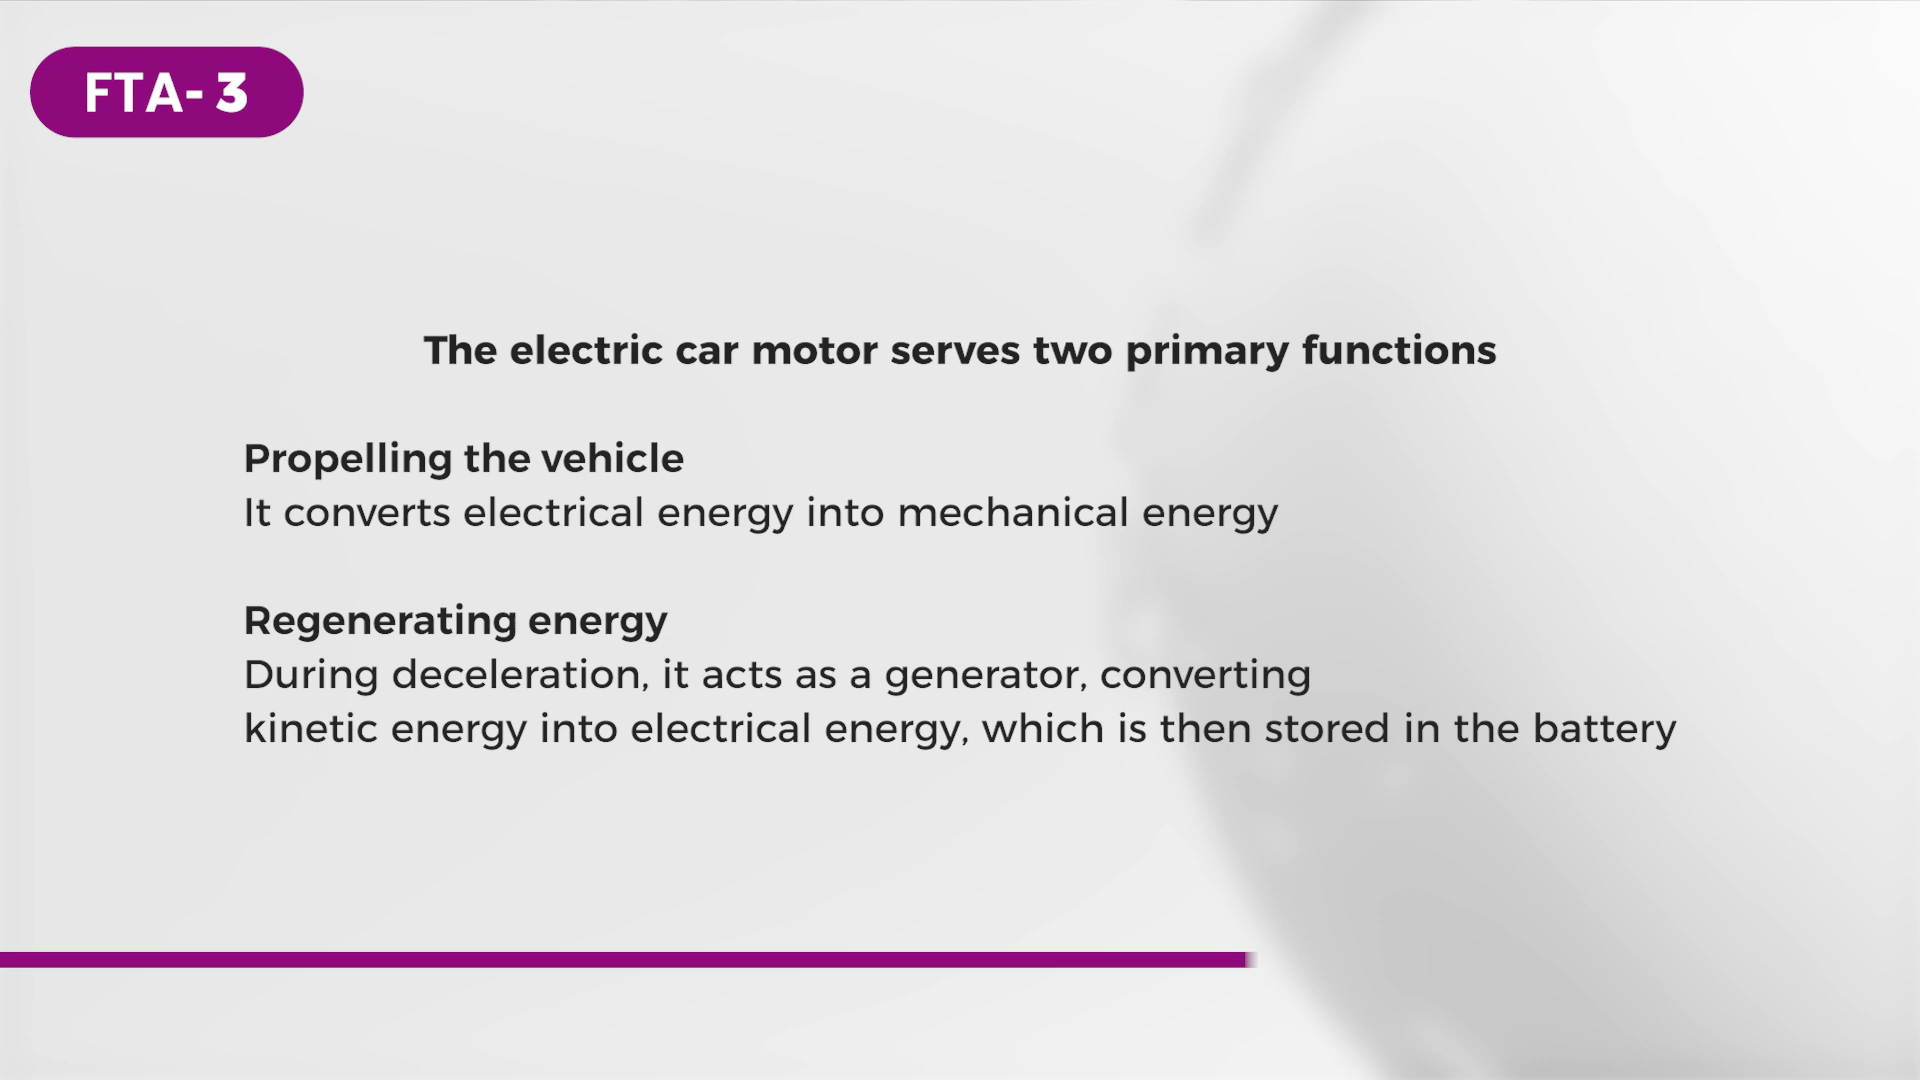 FTA- 3
The electric car motor serves two primary functions
Propelling the vehicle
It converts electrical energy into mechanical energy
Regenerating energy
During deceleration, it acts as a generator, converting
kinetic energy into electrical energy, which is then stored in the battery